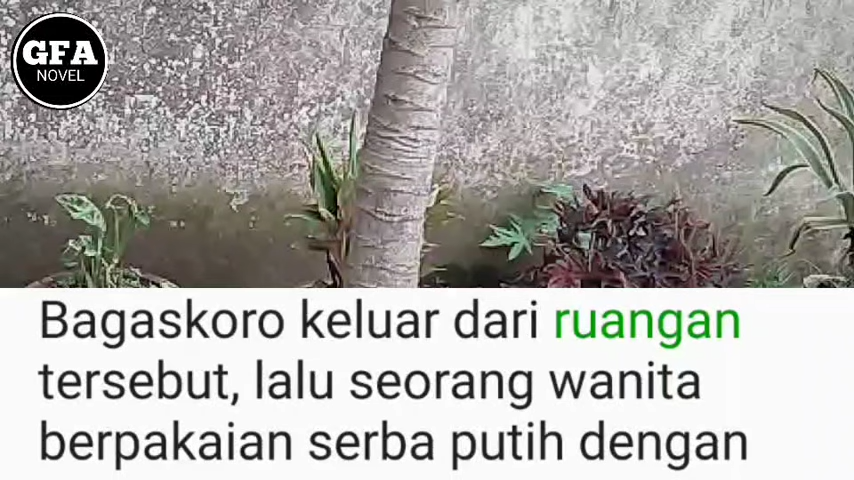 GFA
NOVEL
Bagaskoro keluar dari ruangan
tersebut, lalu seorang wanita
berpakaian serba putih dengan